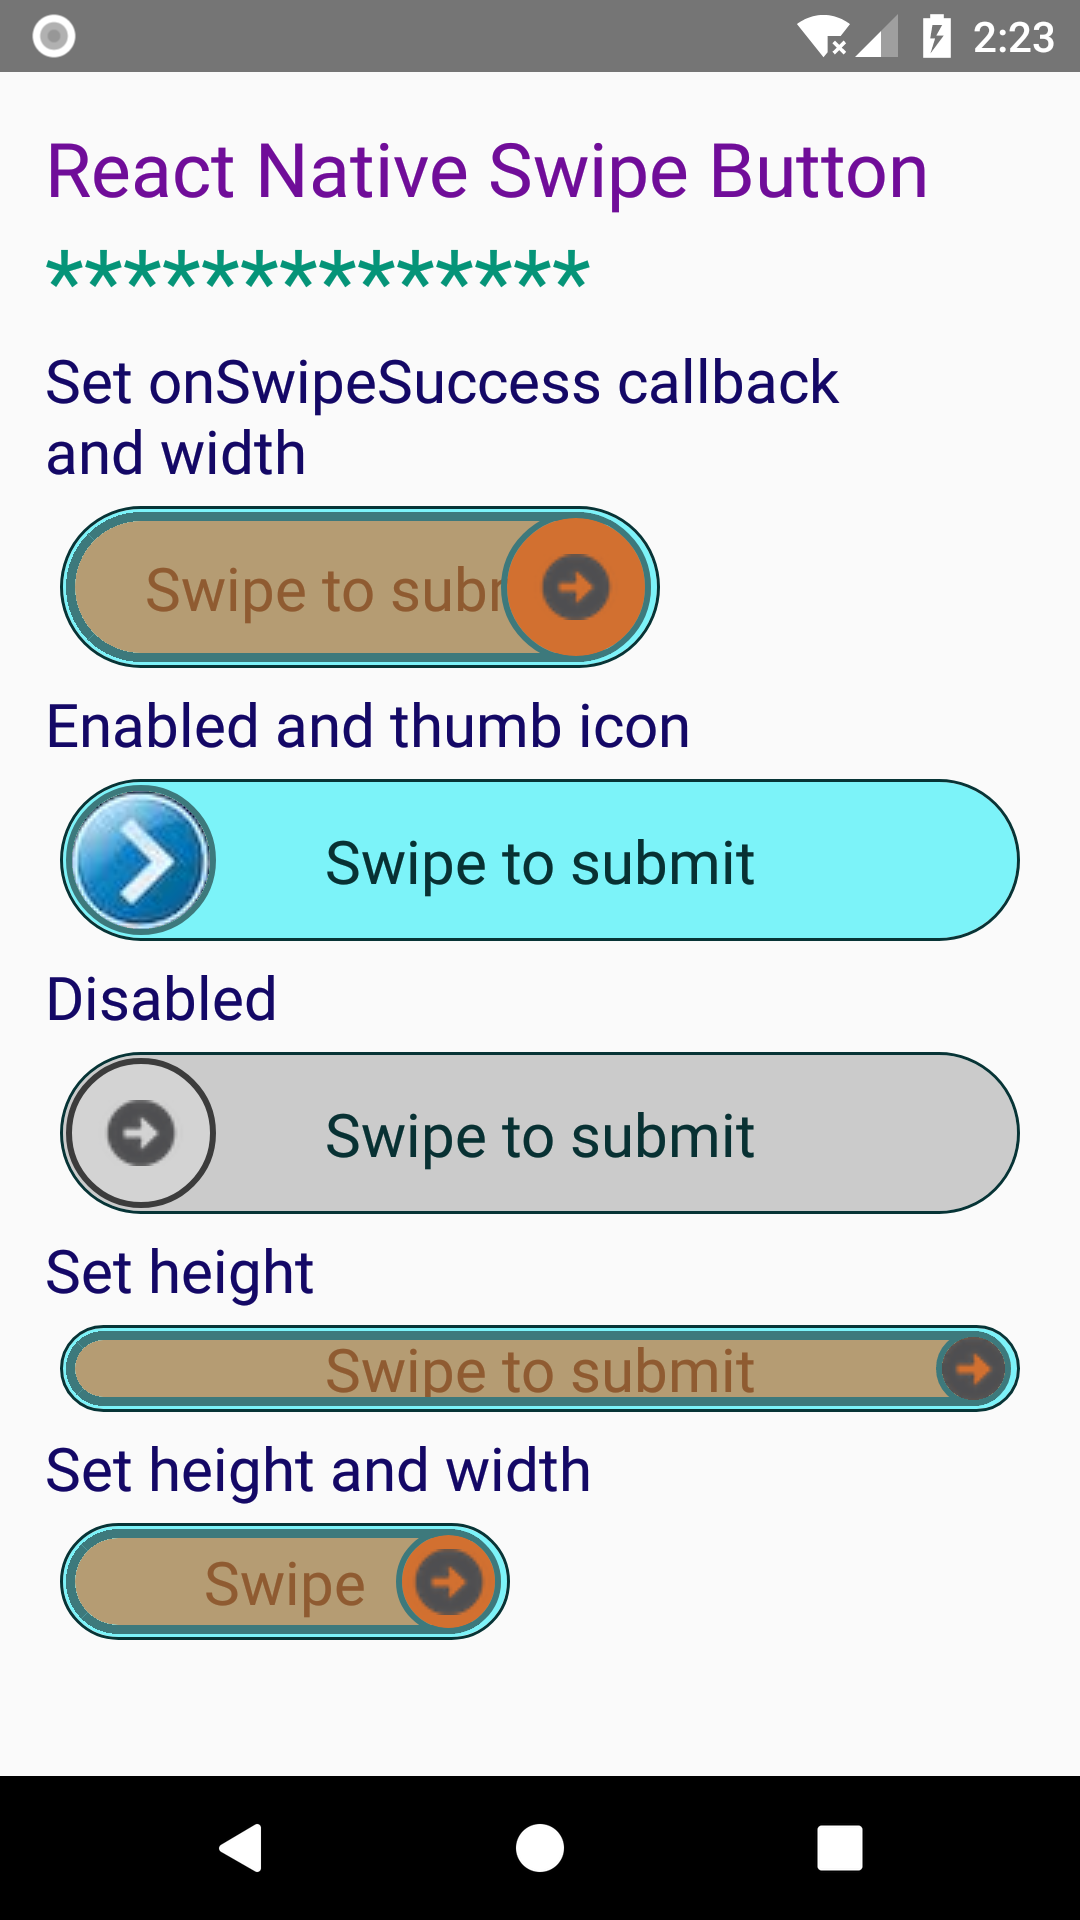 2:23
React Native Swipe Button
**************
Set onSwipeSuccess callback
and width
Swipe to subr
Enabled and thumb icon
Swipe to submit
Disabled
Swipe to submit
Set height
Swipe to submit
Set height and width
Swipe